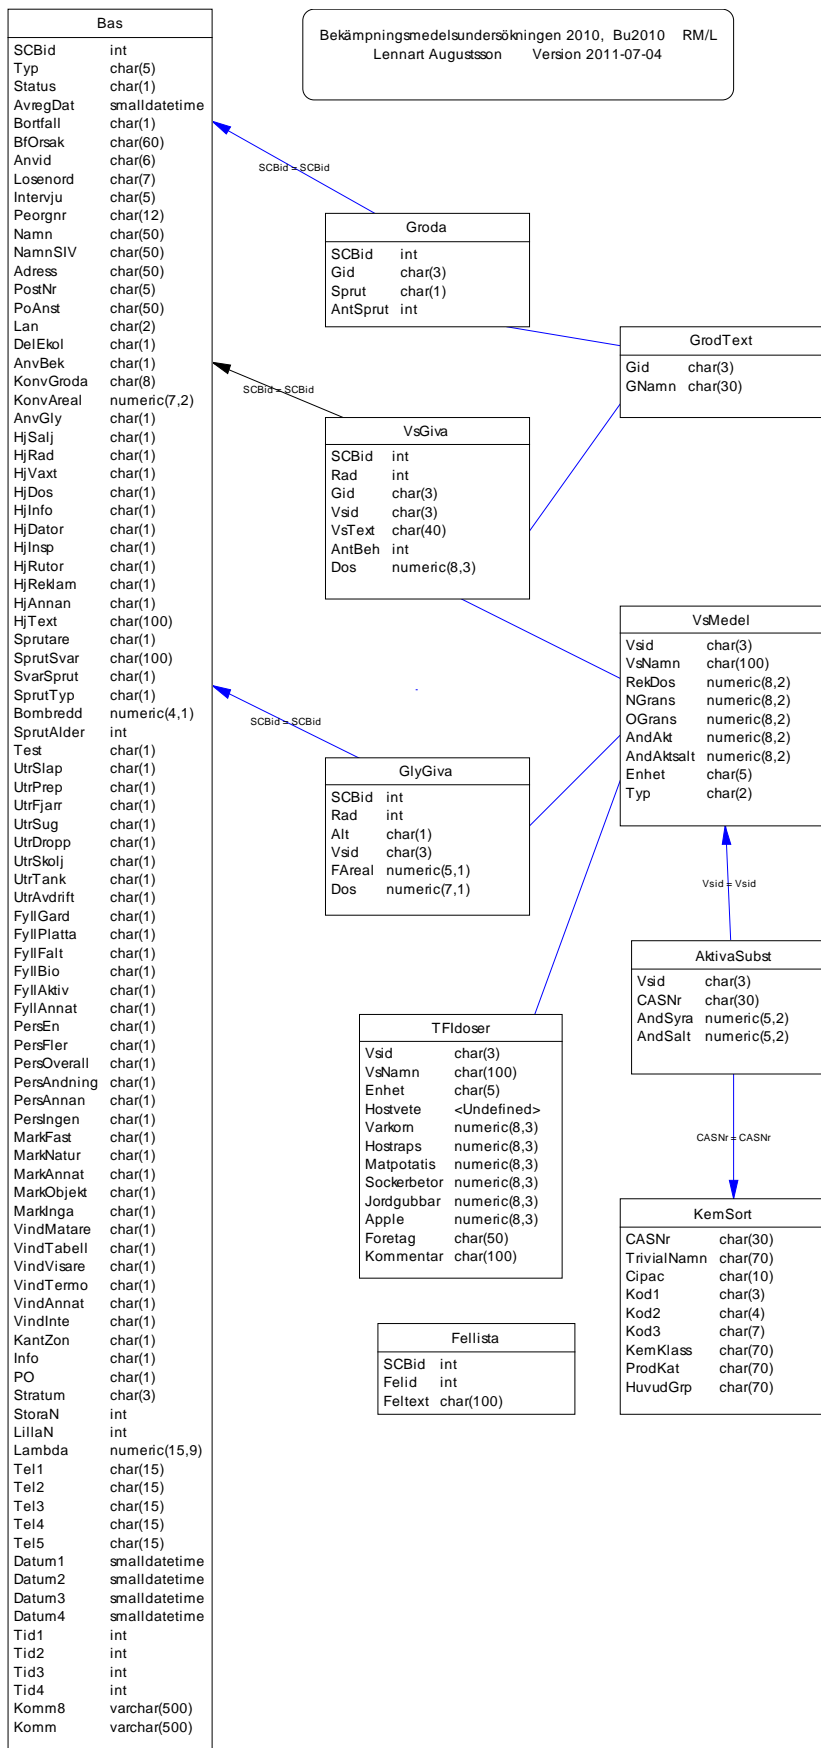 Bas
SCBid int
Typ char(5)
Status char(1)
AvregDat smalldatetime
Bortfall char(1)
BfOrsak char(60)
Anvid char(6)
Losenord char(7)
Intervju char(5)
Peorgnr char(12)
Namn char(50)
NamnSIV char(50)
Adress char(50)
PostNr char(5)
PoAnst char(50)
Lan char(2)
DelEkol char(1)
AnvBek char(1)
KonvGroda char(8)
KonvAreal numeric(7,2)
AnvGly char(1)
HjSalj char(1)
HjRad char(1)
HjVaxt char(1)
HjDos char(1)
HjInfo char(1)
HjDator char(1)
HjInsp char(1)
HjRutor char(1)
HjReklam char(1)
HjAnnan char(1)
HjText char(100)
Sprutare char(1)
SprutSvar char(100)
SvarSprut char(1)
SprutTyp char(1)
Bombredd numeric(4,1)
SprutAlder int
Test char(1)
UtrSlap char(1)
UtrPrep char(1)
UtrFjarr char(1)
UtrSug char(1)
UtrDropp char(1)
UtrSkolj char(1)
UtrTank char(1)
UtrAvdrift char(1)
FyllGard char(1)
FyllPlatta char(1)
FyllFalt char(1)
FyllBio char(1)
FyllAktiv char(1)
FyllAnnat char(1)
PersEn char(1)
PersFler char(1)
PersOverall char(1)
PersAndning char(1)
PersAnnan char(1)
PersIngen char(1)
MarkFast char(1)
MarkNatur char(1)
MarkAnnat char(1)
MarkObjekt char(1)
MarkInga char(1)
VindMatare char(1)
VindTabell char(1)
VindVisare char(1)
VindTermo char(1)
VindAnnat char(1)
VindInte char(1)
KantZon char(1)
Info char(1)
PO char(1)
Stratum char(3)
StoraN int
LillaN int
Lambda numeric(15,9)
Tel1 char(15)
Tel2 char(15)
Tel3 char(15)
Tel4 char(15)
Tel5 char(15)
Datum1 smalldatetime
Datum2 smalldatetime
Datum3 smalldatetime
Datum4 smalldatetime
Tid1 int
Tid2 int
Tid3 int
Tid4 int
Komm8 varchar(500)
Komm varchar(500)
Bekämpningsmedelsundersökningen 2010, Bu2010 RM/L
Lennart Augustsson Version 2011-07-04
SCBid = SCBid
Groda
SCBid int
Gid char(3)
Sprut char(1)
AntSprut int
GrodText
Gid char(3)
GNamn char(30)
SCBid = SCBid
VsGiva
SCBid int
Rad int
Gid char(3)
Vsid char(3)
VsText char(40)
AntBeh int
Dos numeric(8,3)
VsMedel
Vsid char(3)
VsNamn char(100)
RekDos numeric(8,2)
NGrans numeric(8,2)
OGrans numeric(8,2)
AndAkt numeric(8,2)
AndAktsalt numeric(8,2)
Enhet char(5)
Typ char(2)
SCBid = SCBid
GlyGiva
SCBid int
Rad int
Alt char(1)
Vsid char(3)
FAreal numeric(5,1)
Dos numeric(7,1)
Vsid = Vsid
AktivaSubst
Vsid char(3)
CASNr char(30)
AndSyra numeric(5,2)
AndSalt numeric(5,2)
TFIdoser
Vsid char(3)
VsNamn char(100)
Enhet char(5)
Hostvete <Undefined>
Varkorn numeric(8,3)
Hostraps numeric(8,3)
Matpotatis numeric(8,3)
Sockerbetor numeric(8,3)
Jordgubbar numeric(8,3)
Apple numeric(8,3)
Foretag char(50)
Kommentar char(100)
CASNr = CASNr
KemSort
CASNr char(30)
TrivialNamn char(70)
Cipac char(10)
Kod1 char(3)
Kod2 char(4)
Kod3 char(7)
KemKlass char(70)
ProdKat char(70)
HuvudGrp char(70)
Fellista
SCBid int
Felid int
Feltext char(100)